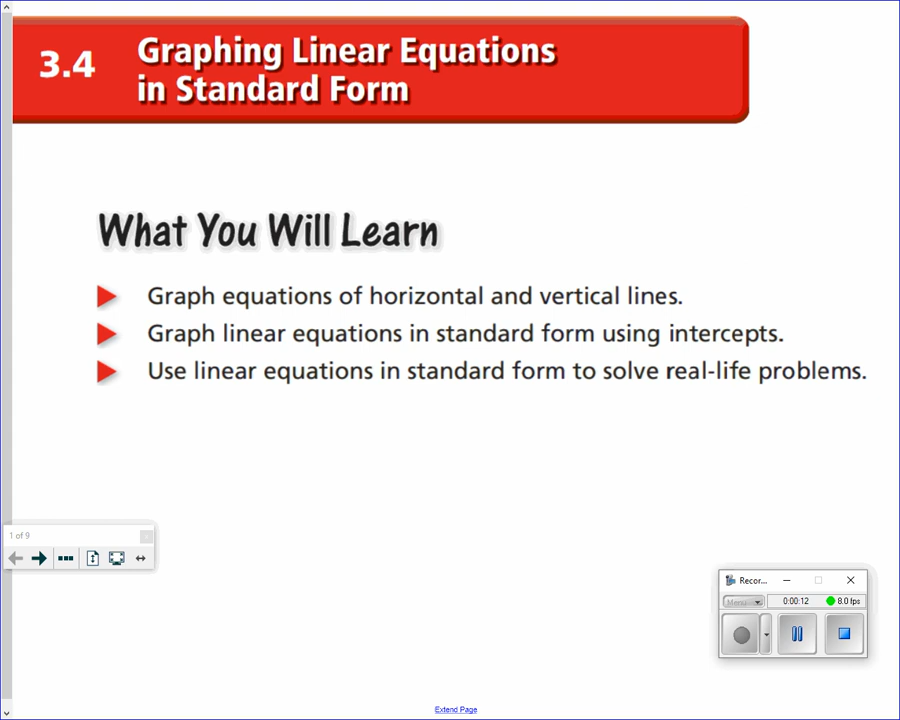 3.4 Graphing Linear Equations
in Standard Form
What You Will Learn
Graph equations of horizontal and vertical lines.
Graph linear equations in standard form using intercepts.
Use linear equations in standard form to solve real-life problems.
1 of 9
Recor...
Menu
0:00:12
8.0 fps
Extend Page